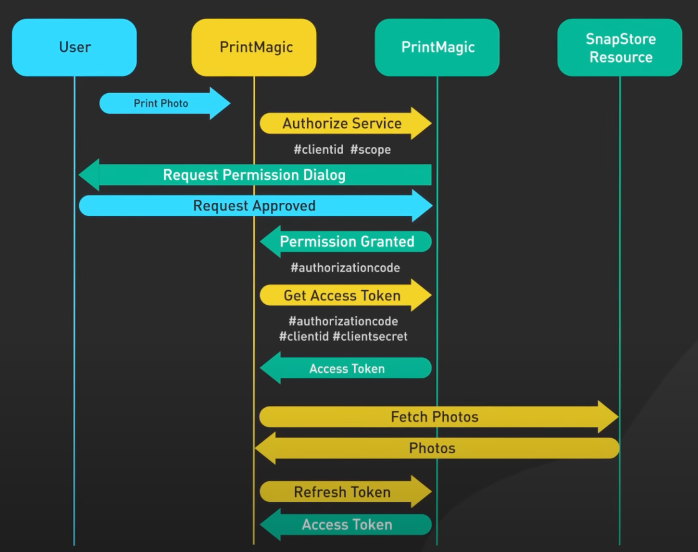 User
PrintMagic
PrintMagic
SnapStore
Resource
Print Photo
Authorize Service
#clientid #scope
Request Permission Dialog
Request Approved
Permission Granted
#authorizationcode
Get Access Token
#authorizationcode
#clientid #clientsecret
Access Token
Fetch Photos
Photos
Refresh Token
Access Token